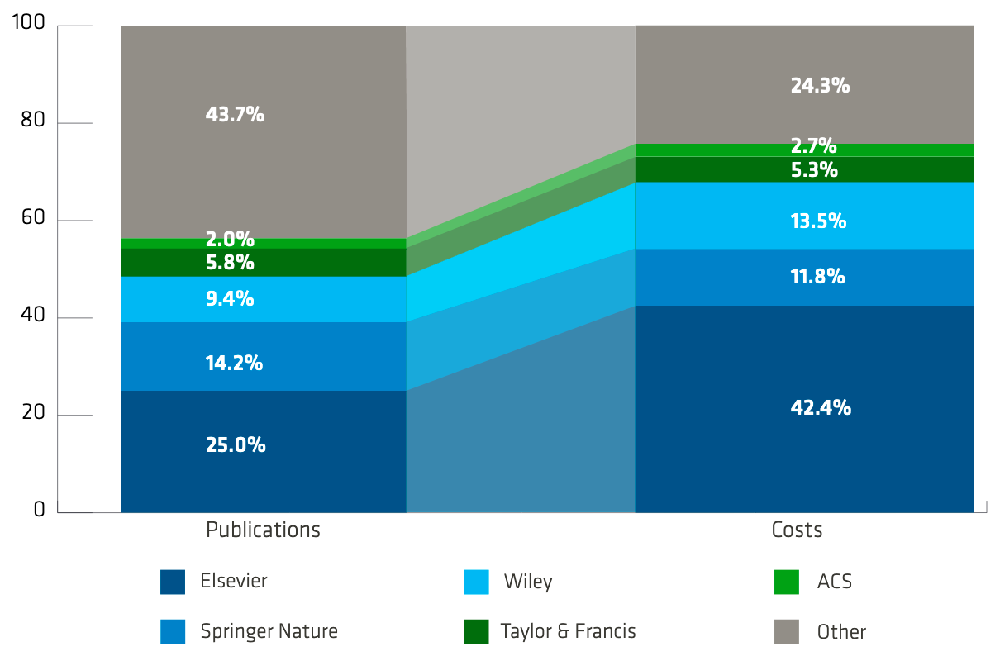 100
80
60
40
20
0
43.7%
2.0%
5.8%
9.4%
14.2%
25.0%
24.3%
2.7%
5.3%
13.5%
11.8%
42.4%
Publications
Costs
Elsevier
Wiley
ACS
Springer Nature
Taylor & Francis
Other